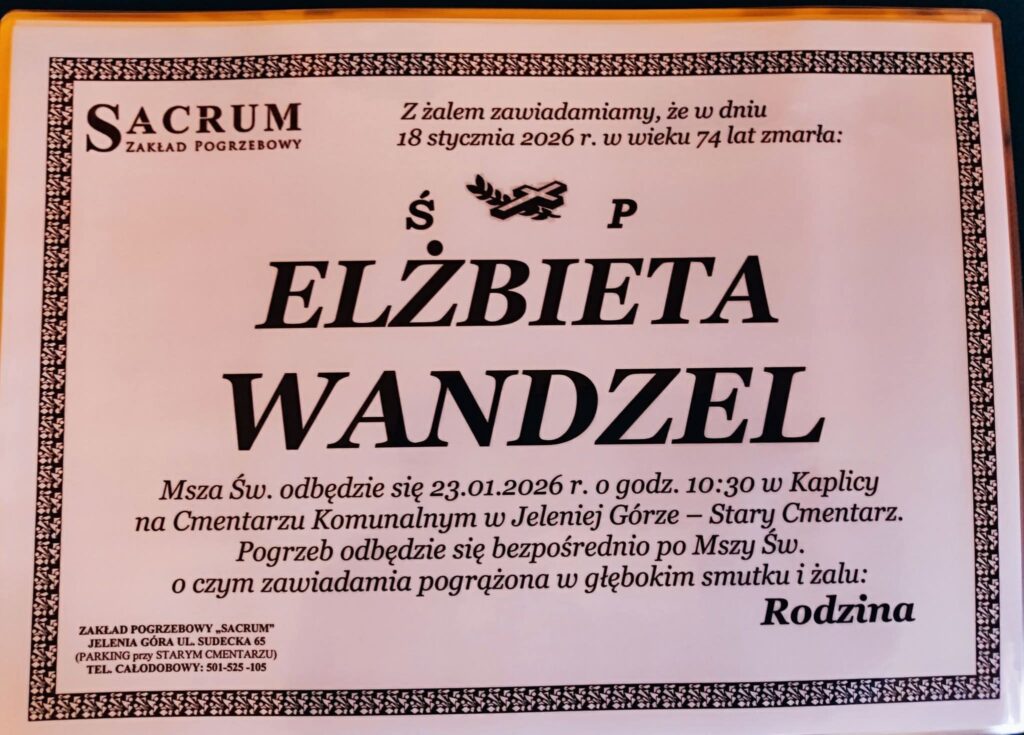 SACRUM
ZAKŁAD POGRZEBOWY
Z żalem zawiadamiamy, że w dniu
18 stycznia 2026 r. w wieku 74 lat zmarła:
Ś P
ELŻBIETA
WANDZEL
Msza Św. odbędzie się 23.01.2026 r. o godz. 10:30 w Kaplicy
na Cmentarzu Komunalnym w Jeleniej Górze – Stary Cmentarz.
Pogrzeb odbędzie się bezpośrednio po Mszy Św.
o czym zawiadamia pogrążona w głębokim smutku i żalu:
Rodzina
ZAKŁAD POGRZEBOWY „SACRUM”
JELENIA GÓRA UL. SUDECKA 65
(PARKING przy STARYM CMENTARZU)
TEL. CAŁODOBOWY: 501-525 -105